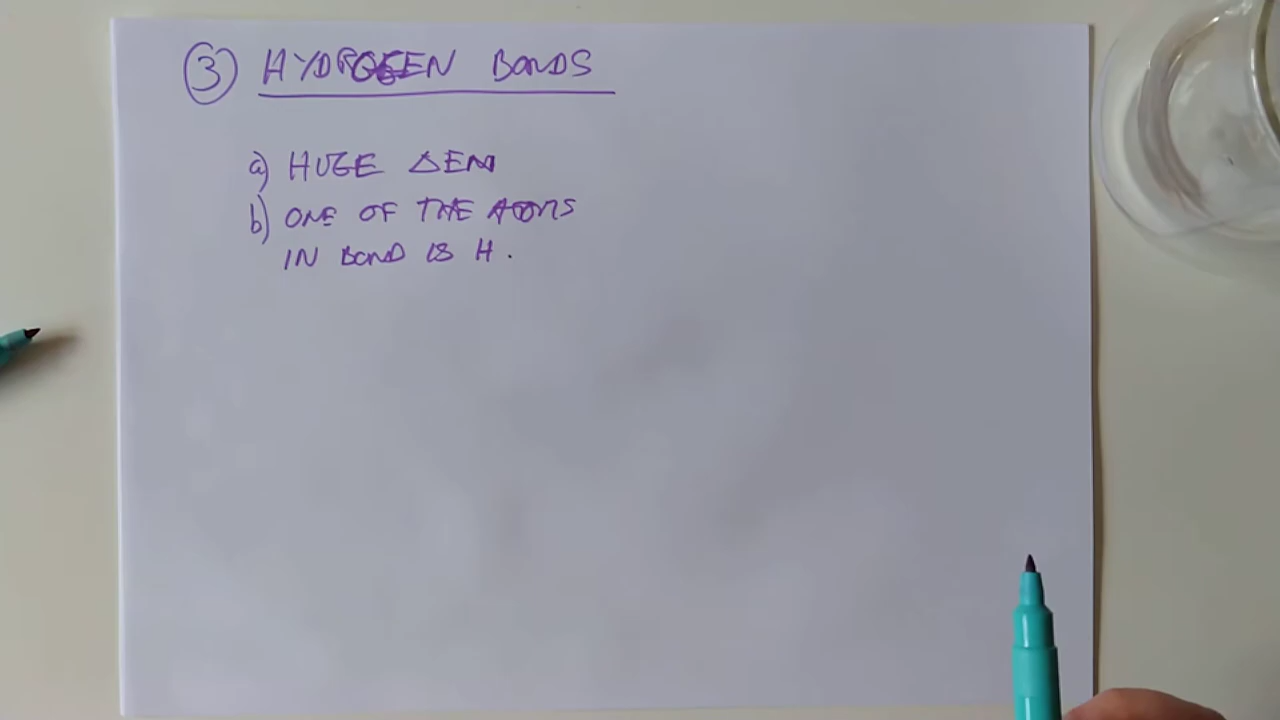 3 HYDROGEN BONDS
a) HUGE ΔEN
b) ONE OF THE ATOMS
IN BOND IS H.